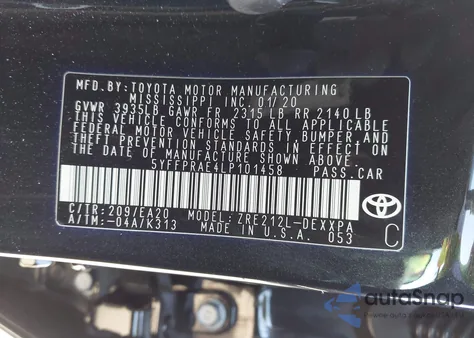 MFD.BY:TOYOTA MOTOR MANUFACTURING
MISSISSIPPI INC. 01/20
GVWR 3935LB GAWR FR 2315 LB RR 2140LB
THIS VEHICLE CONFORMS TO ALL APPLICABLE
FEDERAL MOTOR VEHICLE SAFETY, BUMPER, AND
THEFT PREVENTION STANDARDS IN EFFECT ON
THE DATE OF MANUFACTURE SHOWN ABOVE.
5YFFPRAE4LP101458 PASS.CAR
C/TR:209/EA20 MODEL:ZRE212L-DEXXPA
A/TM:-04A/K313 MADE IN U.S.A. 053
TOYOTA
C
autoSnap